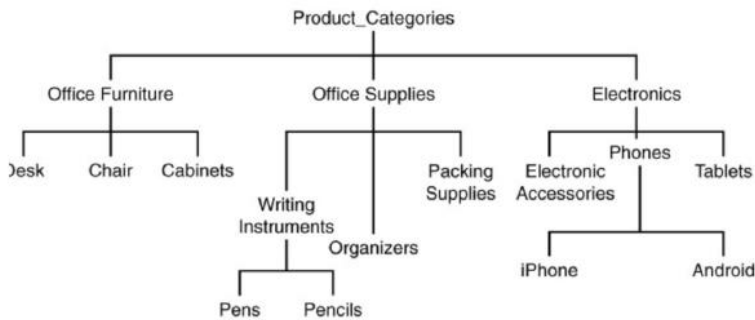 Product_Categories
Office Furniture
Office Supplies
Electronics
Desk
Chair
Cabinets
Writing
Instruments
Organizers
Packing
Supplies
Electronic
Accessories
Phones
Tablets
Pens
Pencils
iPhone
Android